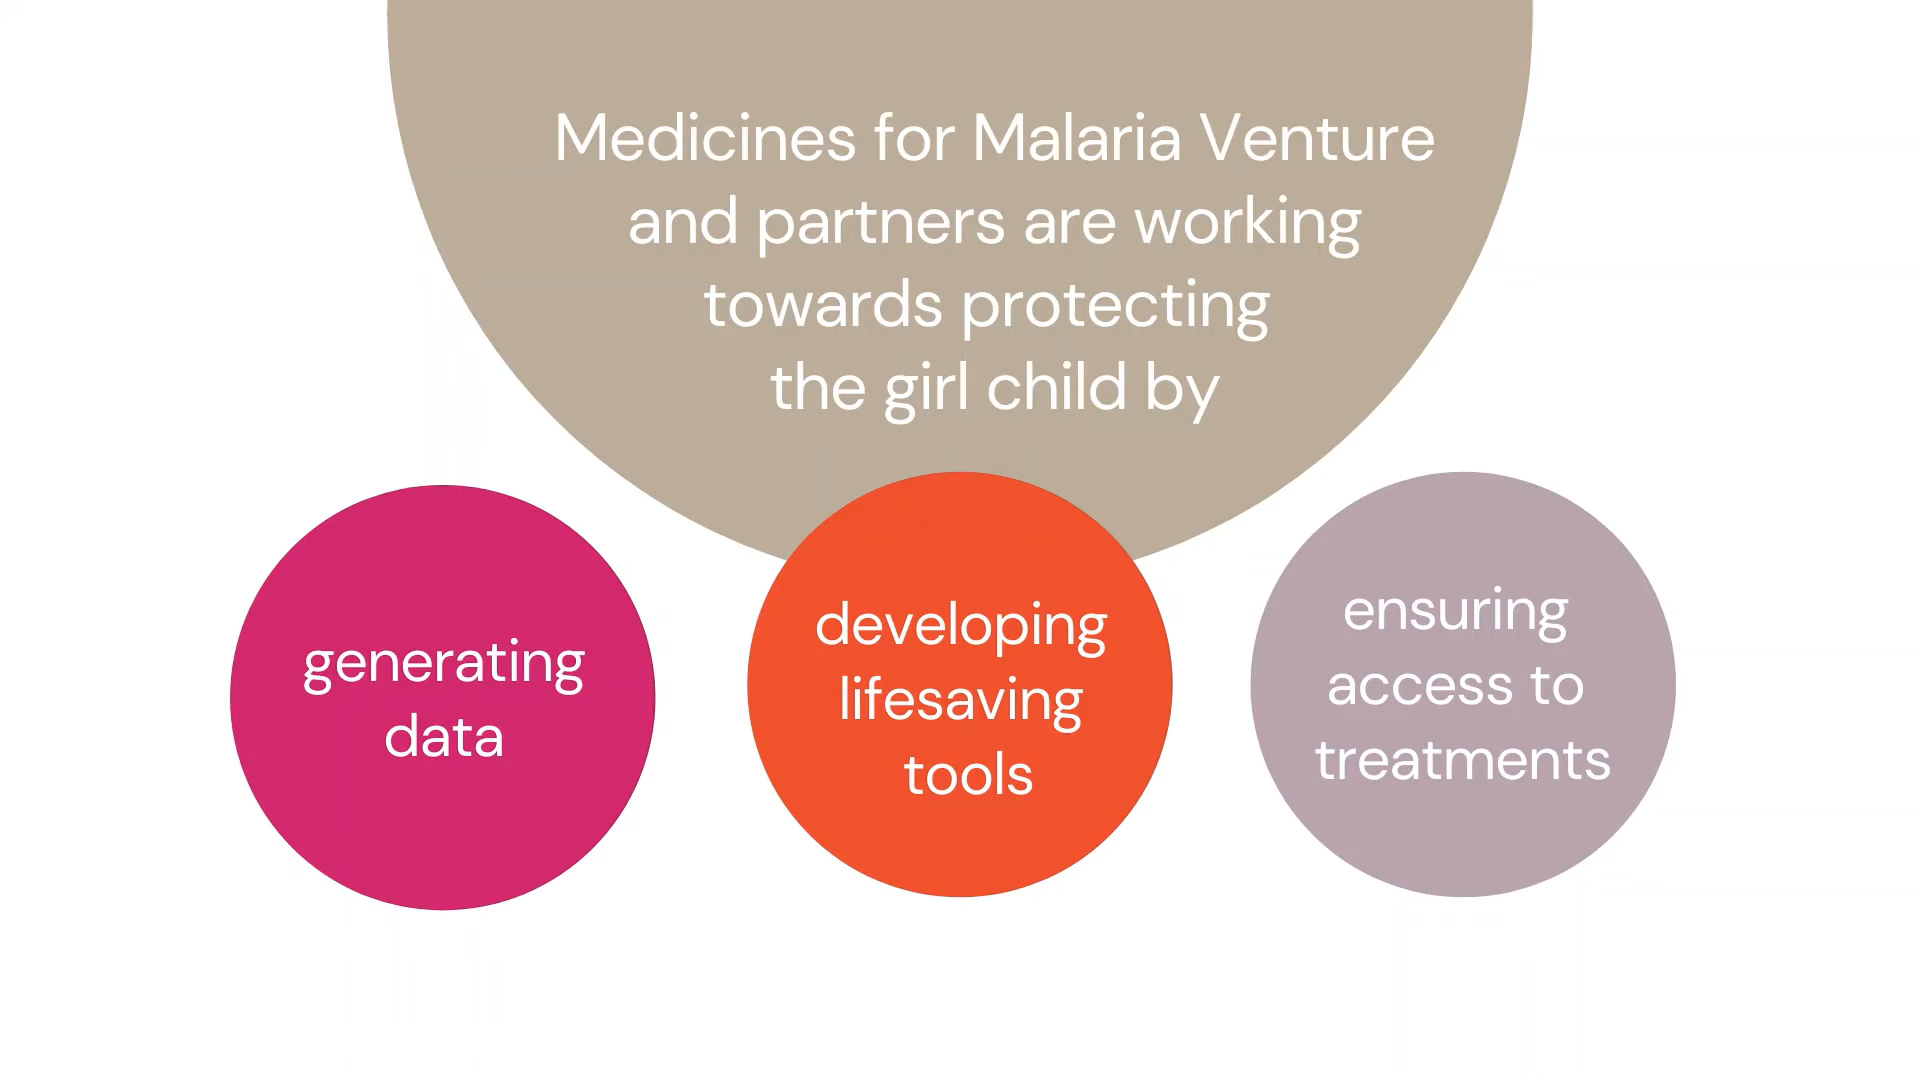 Medicines for Malaria Venture
and partners are working
towards protecting
the girl child by
generating
data
developing
lifesaving
tools
ensuring
access to
treatments